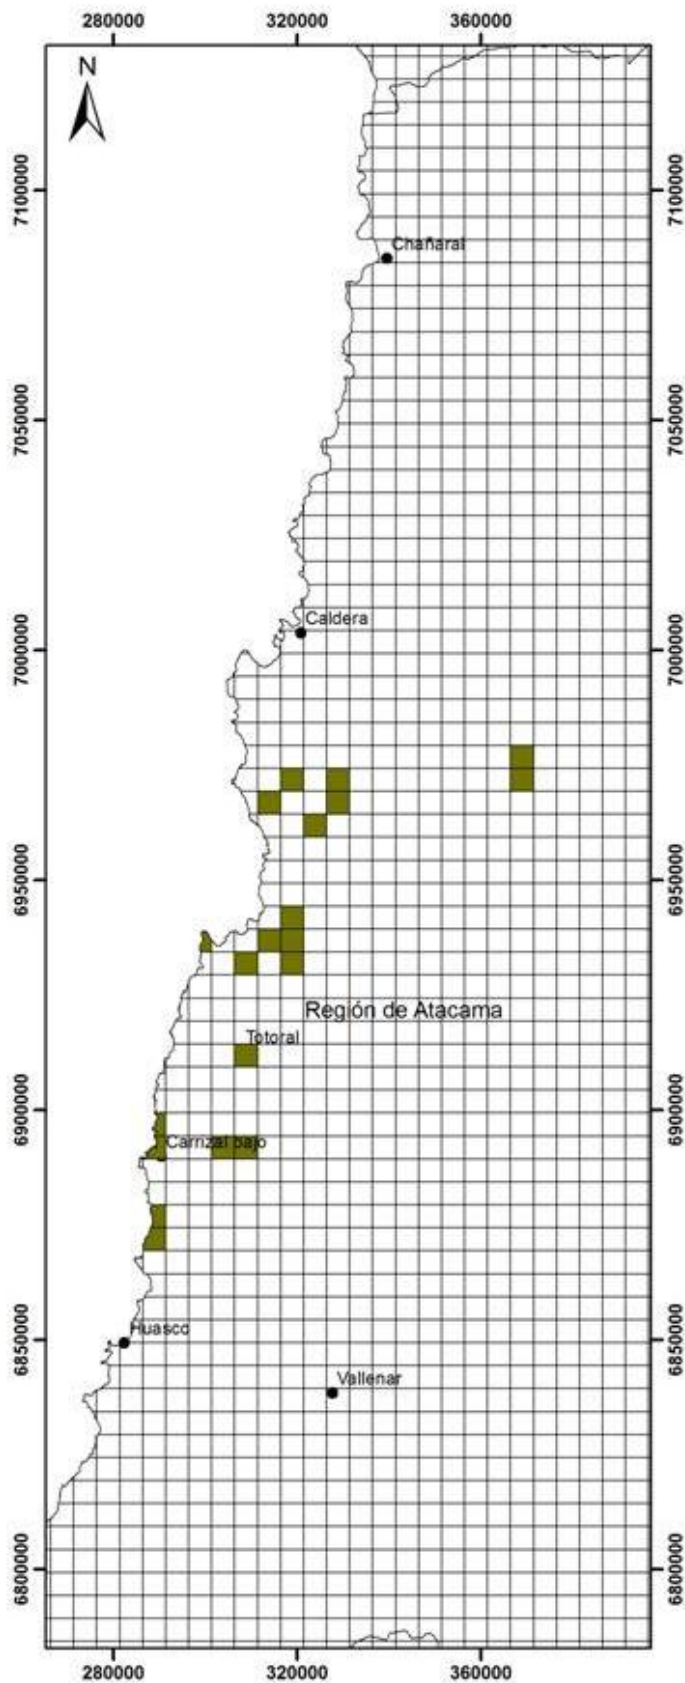 280000 320000 360000
N
7100000 7100000
Chañaral
7050000 7050000
Caldera
7000000 7000000
6950000 6950000
Región de Atacama
Totoral
6900000 6900000
Carrizal bajo
Huasco
6850000 6850000
Vallenar
6800000 6800000
280000 320000 360000